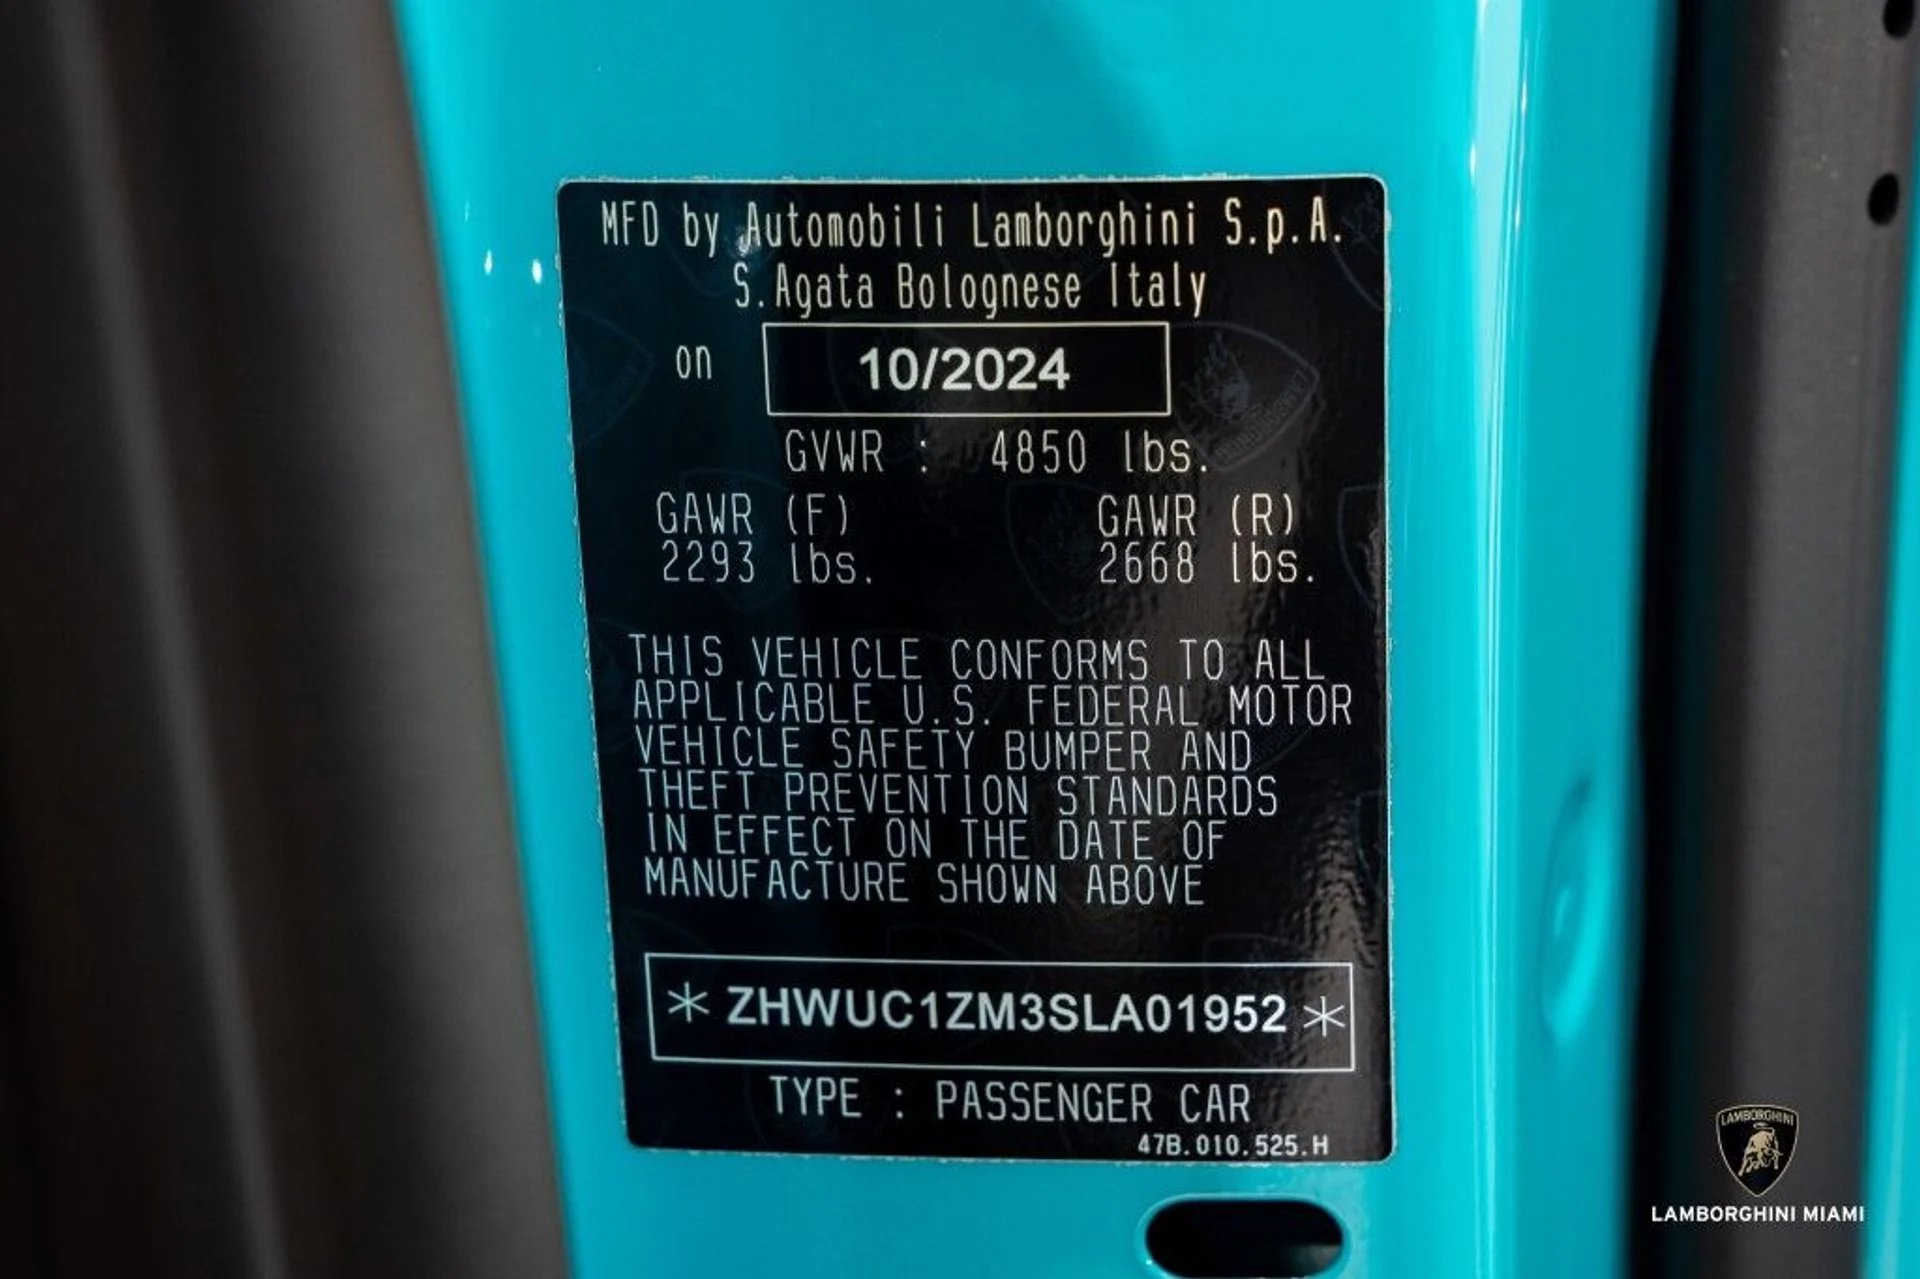 MFD by Automobili Lamborghini S.p.A.
S.Agata Bolognese Italy
on 10/2024
GVWR : 4850 lbs.
GAWR (F) GAWR (R)
2293 lbs. 2668 lbs.
THIS VEHICLE CONFORMS TO ALL
APPLICABLE U.S. FEDERAL MOTOR
VEHICLE SAFETY BUMPER AND
THEFT PREVENTION STANDARDS
IN EFFECT ON THE DATE OF
MANUFACTURE SHOWN ABOVE
* ZHWUC1ZM3SLA01952 *
TYPE : PASSENGER CAR
47B.010.525.H
LAMBORGHINI
LAMBORGHINI MIAMI